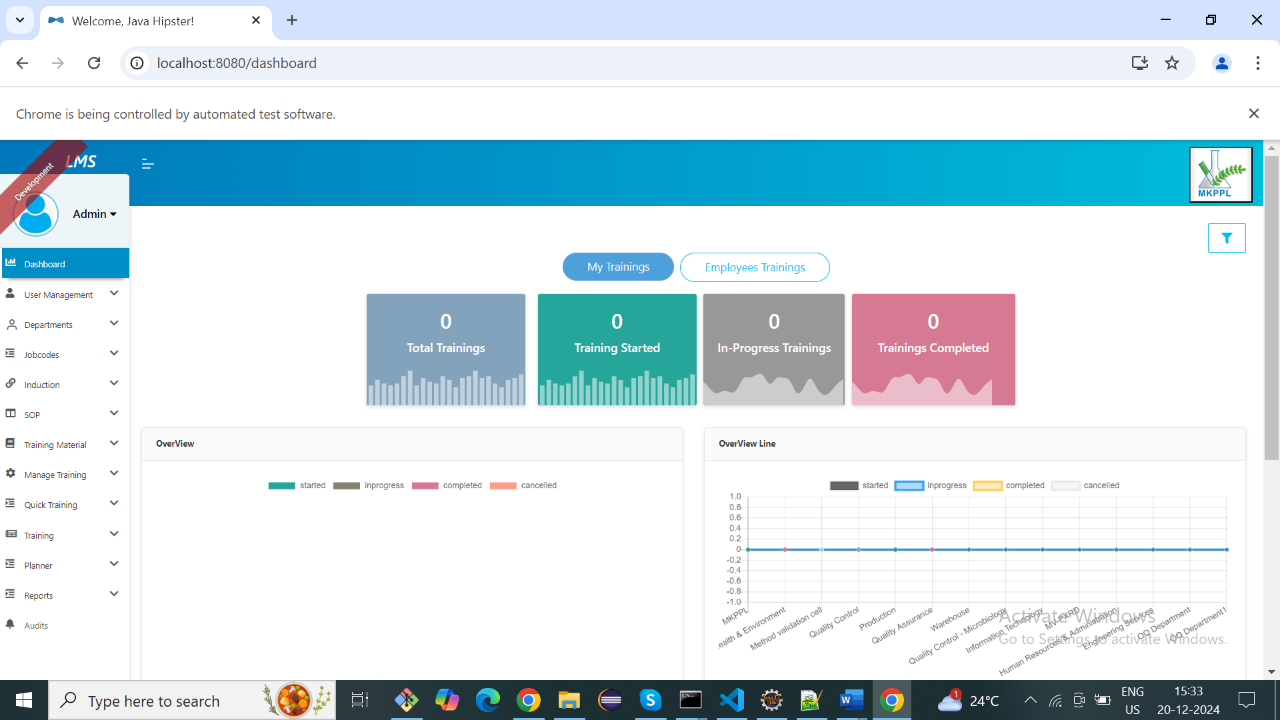 Welcome, Java Hipster!
localhost:8080/dashboard
Chrome is being controlled by automated test software.
Development
LMS
MKPPL
Admin
Dashboard
User Management
Departments
Jobcodes
Induction
SOP
Training Material
Manage Training
Quick Training
Training
Planner
Reports
Audits
My Trainings
Employees Trainings
0
Total Trainings
0
Training Started
0
In-Progress Trainings
0
Trainings Completed
OverView
started inprogress completed cancelled
OverView Line
started inprogress completed cancelled
1.0
0.8
0.6
0.4
0.2
0
-0.2
-0.4
-0.6
-0.8
-1.0
MKPPL
ealth & Environment
Method validation cell
Quality Control
Production
Quality Assurance
Warehouse
Quality Control - Microbiology
Information Technology
Human Resources & Administration
Engineering Services
DQ Department
DQ Department1
Activate Windows
Go to Settings to activate Windows.
Type here to search
1
24°C
ENG
US
15:33
20-12-2024